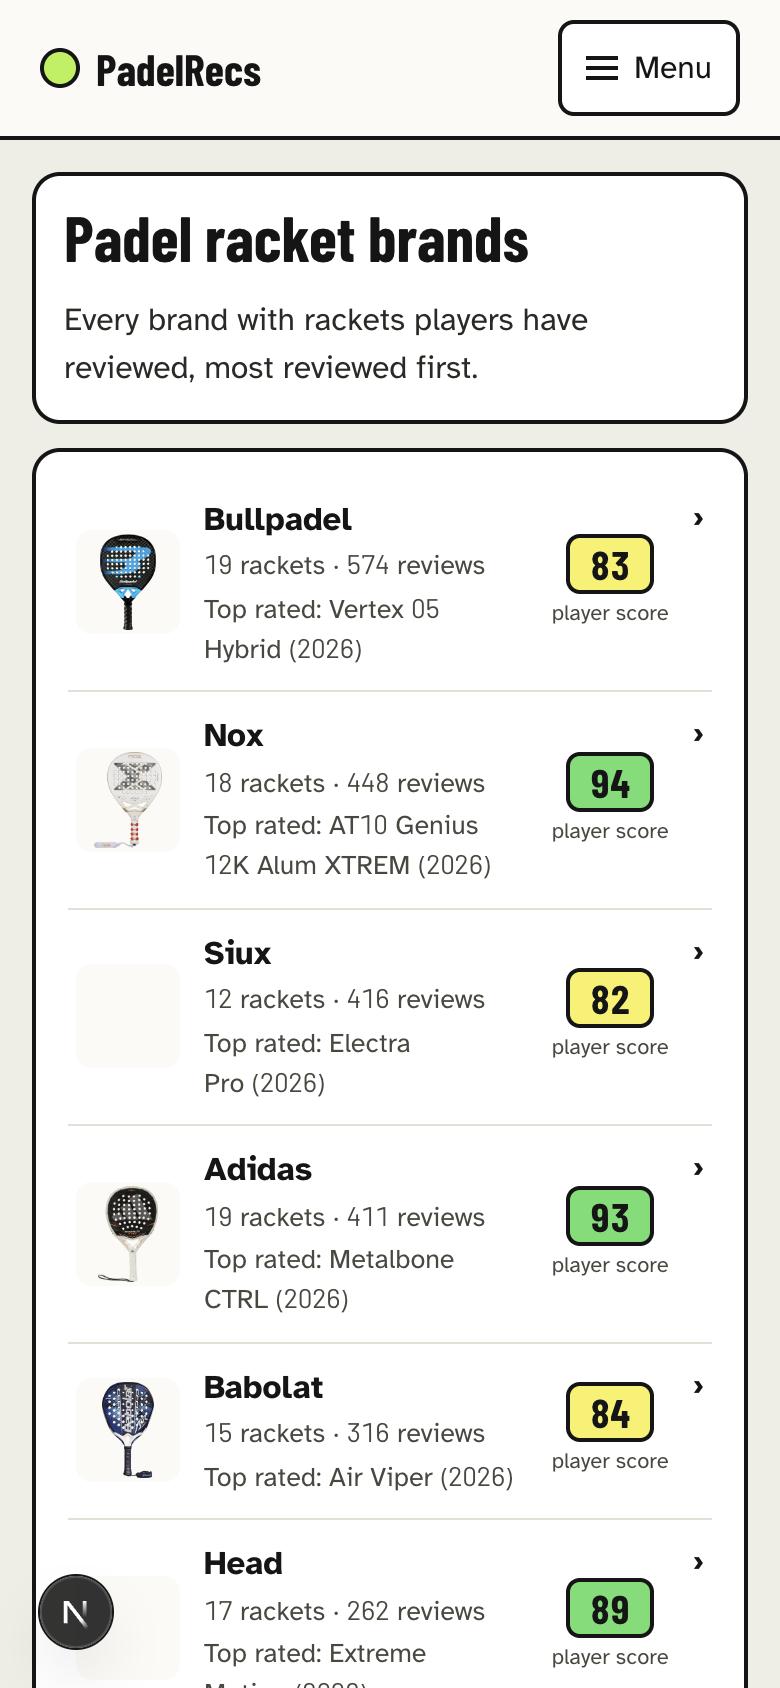 PadelRecs
Menu
Padel racket brands
Every brand with rackets players have
reviewed, most reviewed first.
Bullpadel
›
19 rackets · 574 reviews
83
Top rated: Vertex 05
Hybrid (2026)
player score
Nox
›
18 rackets · 448 reviews
94
Top rated: AT10 Genius
12K Alum XTREM (2026)
player score
Siux
›
12 rackets · 416 reviews
82
Top rated: Electra
Pro (2026)
player score
Adidas
›
19 rackets · 411 reviews
93
Top rated: Metalbone
CTRL (2026)
player score
Babolat
›
15 rackets · 316 reviews
84
Top rated: Air Viper (2026)
player score
Head
›
N
17 rackets · 262 reviews
89
Top rated: Extreme
player score